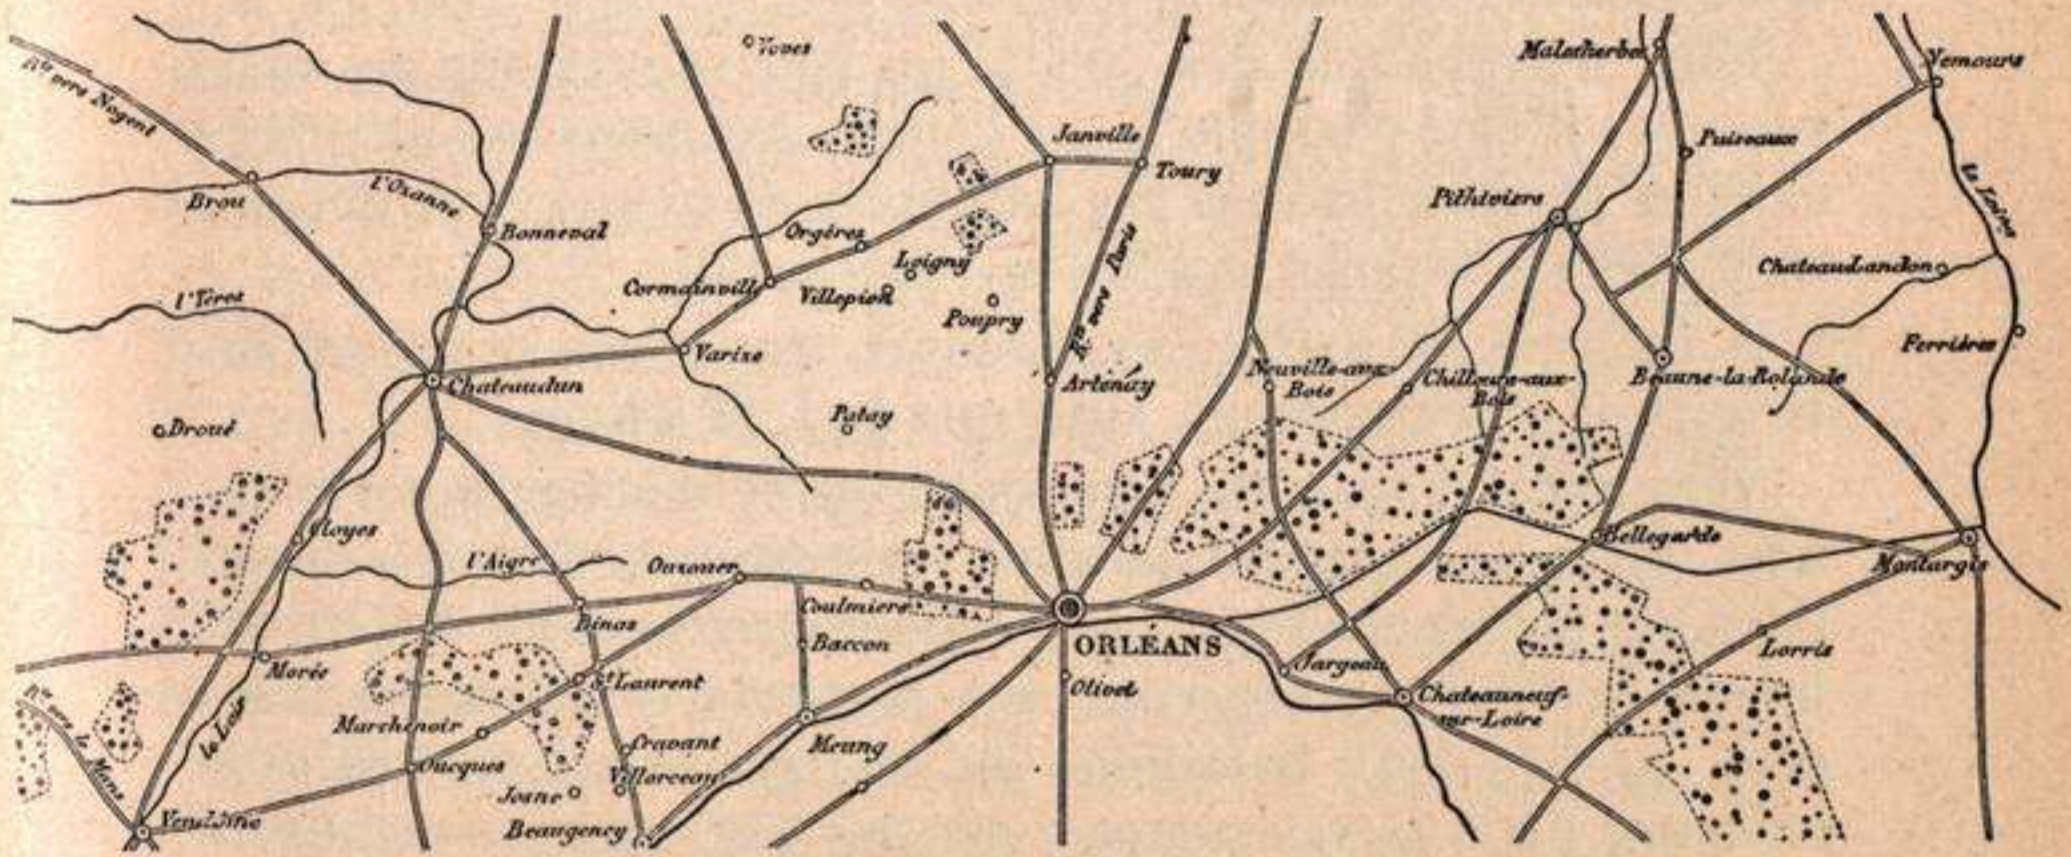 Voves
Malesherbes
Nemours
Rte vers Nogent
Janville
Puiseaux
Toury
le Loing
l'Ozanne
Brou
Pithiviers
Bonneval
Orgères
Loigny
Rte vers Paris
Chateau Landon
Cormainville
Villepion
l'Yères
Poupry
Ferrières
Varize
Chateaudun
Artenay
Neuville-aux-
Bois
Chilleurs-aux-
Bois
Beaune-la-Rolande
Patay
Droué
Cloyes
Bellegarde
l'Aigre
Ouzouer
Montargis
Coulmiers
Binas
ORLÉANS
Baccon
Lorris
Morée
St Laurent
Olivet
Jargeau
Chateauneuf-
sur-Loire
Rte vers le Mans
le Loir
Marchenoir
Cravant
Meung
Oucques
Villorceau
Josne
Vendôme
Beaugency